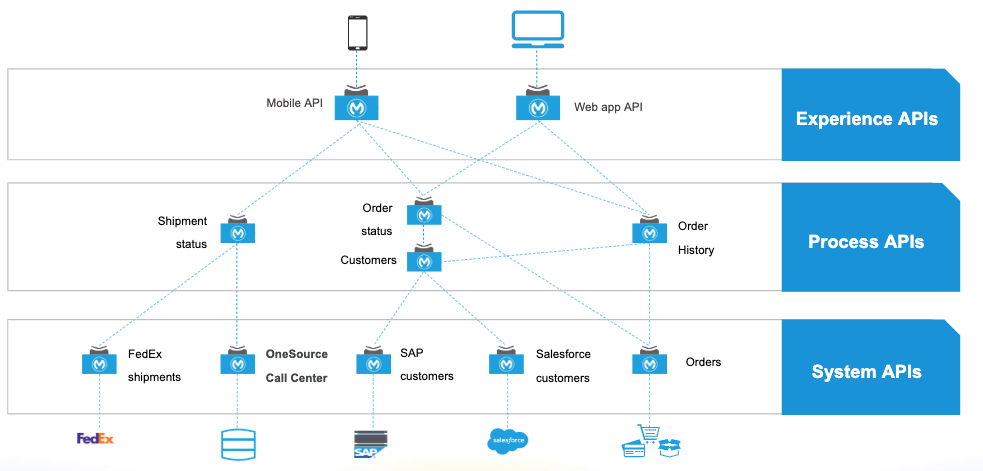 Mobile API
Web app API
Experience APIs
Shipment
status
Order
status
Customers
Order
History
Process APIs
FedEx
shipments
OneSource
Call Center
SAP
customers
Salesforce
customers
Orders
System APIs
FedEx
SAP
salesforce